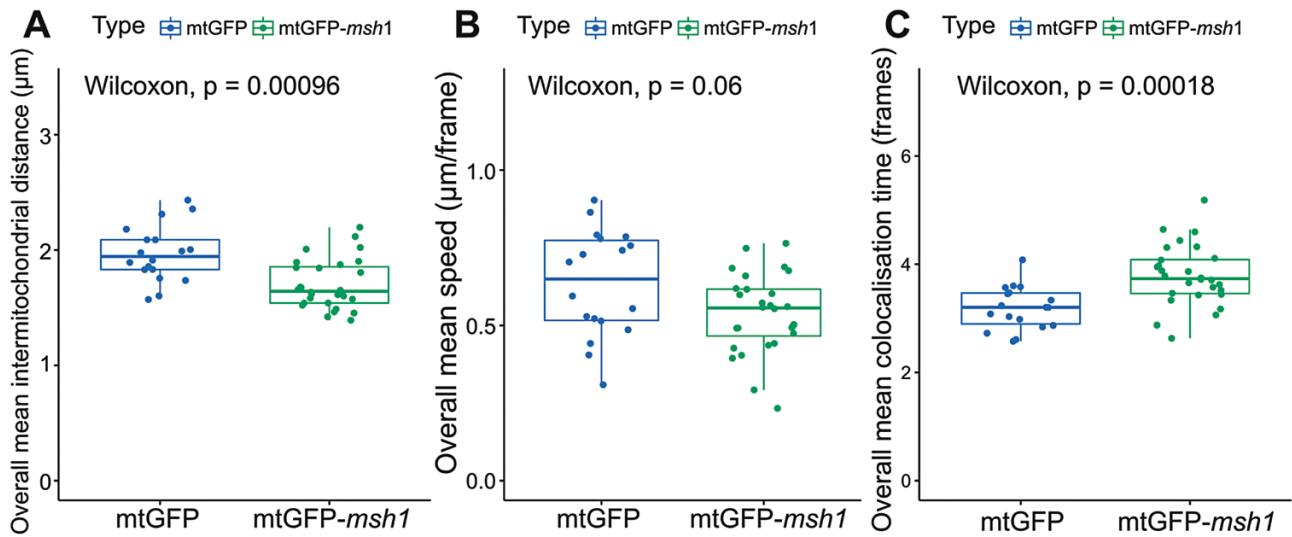 A
Type mtGFP mtGFP-msh1
Wilcoxon, p = 0.00096
Overall mean intermitochondrial distance (μm)
3
2
1
0
mtGFP mtGFP-msh1
B
Type mtGFP mtGFP-msh1
Wilcoxon, p = 0.06
Overall mean speed (μm/frame)
1.0
0.5
0.0
mtGFP mtGFP-msh1
C
Type mtGFP mtGFP-msh1
Wilcoxon, p = 0.00018
Overall mean colocalisation time (frames)
6
4
2
0
mtGFP mtGFP-msh1